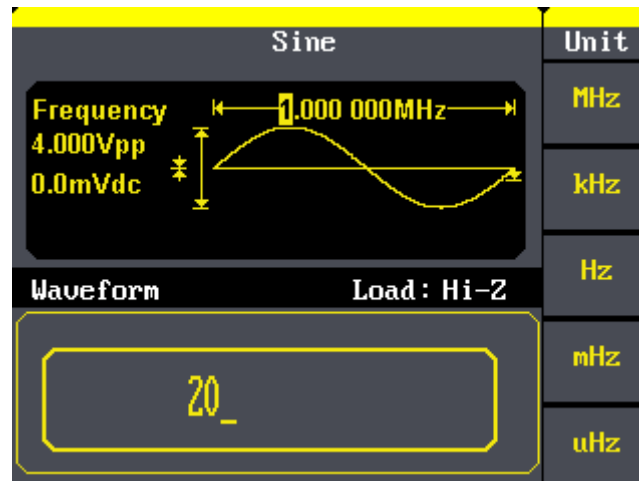 Sine
Unit
Frequency
1.000 000MHz
4.000Vpp
0.0mVdc
Waveform
Load: Hi-Z
20_
MHz
kHz
Hz
mHz
uHz